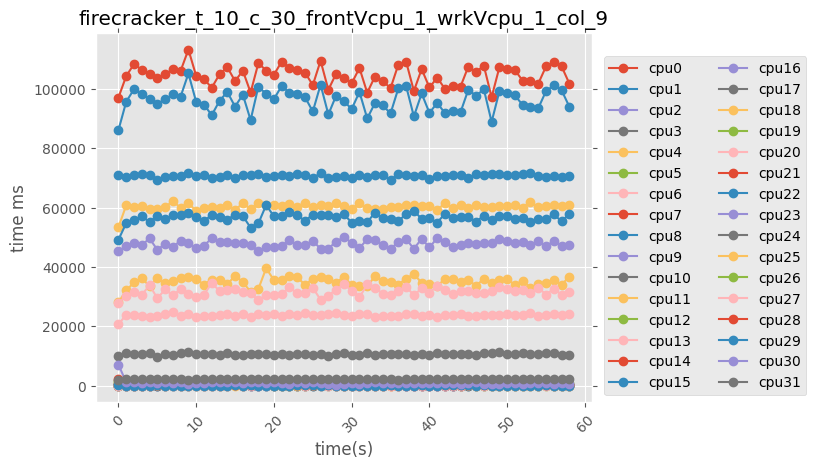 firecracker_t_10_c_30_frontVcpu_1_wrkVcpu_1_col_9
time ms
100000
80000
60000
40000
20000
0
0
10
20
30
40
50
60
time(s)
cpu0
cpu1
cpu2
cpu3
cpu4
cpu5
cpu6
cpu7
cpu8
cpu9
cpu10
cpu11
cpu12
cpu13
cpu14
cpu15
cpu16
cpu17
cpu18
cpu19
cpu20
cpu21
cpu22
cpu23
cpu24
cpu25
cpu26
cpu27
cpu28
cpu29
cpu30
cpu31